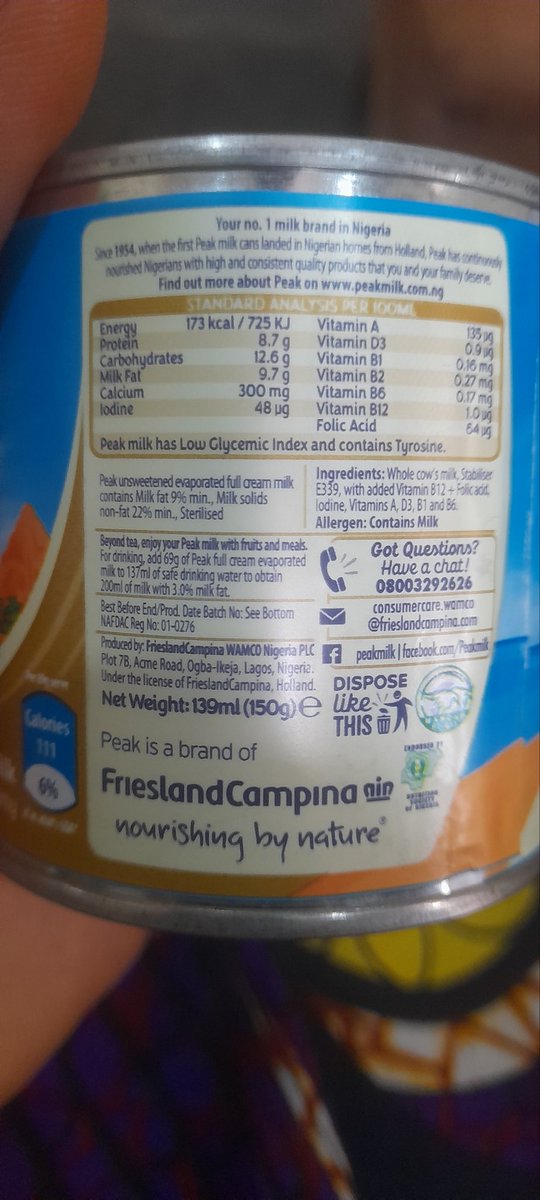 Your no. 1 milk brand in Nigeria
Since 1954, when the first Peak milk cans landed in Nigerian homes from Holland, Peak has continuously
nourished Nigerians with high and consistent quality products that you and your family deserve.
Find out more about Peak on www.peakmilk.com.ng
STANDARD ANALYSIS PER 100ML
Energy 173 kcal / 725 KJ
Protein 8.7 g
Carbohydrates 12.6 g
Milk Fat 9.7 g
Calcium 300 mg
Iodine 48 µg
Vitamin A 135 µg
Vitamin D3 0.9 µg
Vitamin B1 0.16 mg
Vitamin B2 0.27 mg
Vitamin B6 0.17 mg
Vitamin B12 1.0 µg
Folic Acid 64 µg
Peak milk has Low Glycemic Index and contains Tyrosine.
Peak unsweetened evaporated full cream milk
contains Milk fat 9% min., Milk solids
non-fat 22% min., Sterilised
Ingredients: Whole cow's milk, Stabiliser
E339, with added Vitamin B12 + Folic acid,
Iodine, Vitamins A, D3, B1 and B6.
Allergen: Contains Milk
Beyond tea, enjoy your Peak milk with fruits and meals.
For drinking, add 69g of Peak full cream evaporated
milk to 137ml of safe drinking water to obtain
200ml of milk with 3.0% milk fat.
Got Questions?
Have a chat!
08003292626
Best Before End/Prod. Date Batch No: See Bottom
NAFDAC Reg No: 01-0276
consumercare.wamco
@frieslandcampina.com
Produced by: FrieslandCampina WAMCO Nigeria PLC
Plot 7B, Acme Road, Ogba-Ikeja, Lagos, Nigeria.
Under the license of FrieslandCampina, Holland.
f peakmilk | facebook.com/Peakmilk
Net Weight: 139ml (150g) e
DISPOSE
like
THIS
Calories
111
6%
Peak is a brand of
FrieslandCampina
nourishing by nature®
ENDORSED BY
NUTRITION
SOCIETY
OF NIGERIA